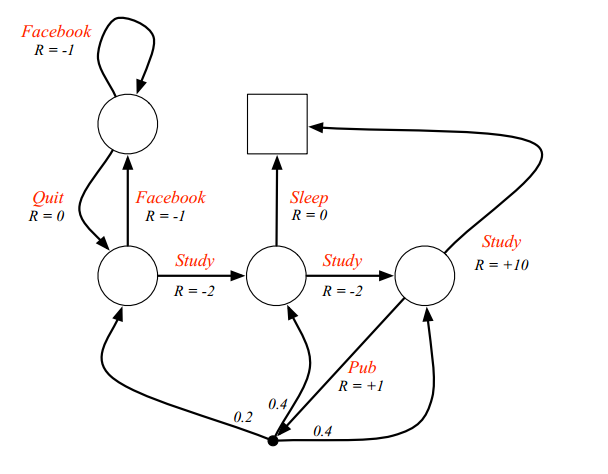 Facebook
R = -1
Quit
R = 0
Facebook
R = -1
Sleep
R = 0
Study
R = -2
Study
R = -2
Study
R = +10
Pub
R = +1
0.2
0.4
0.4